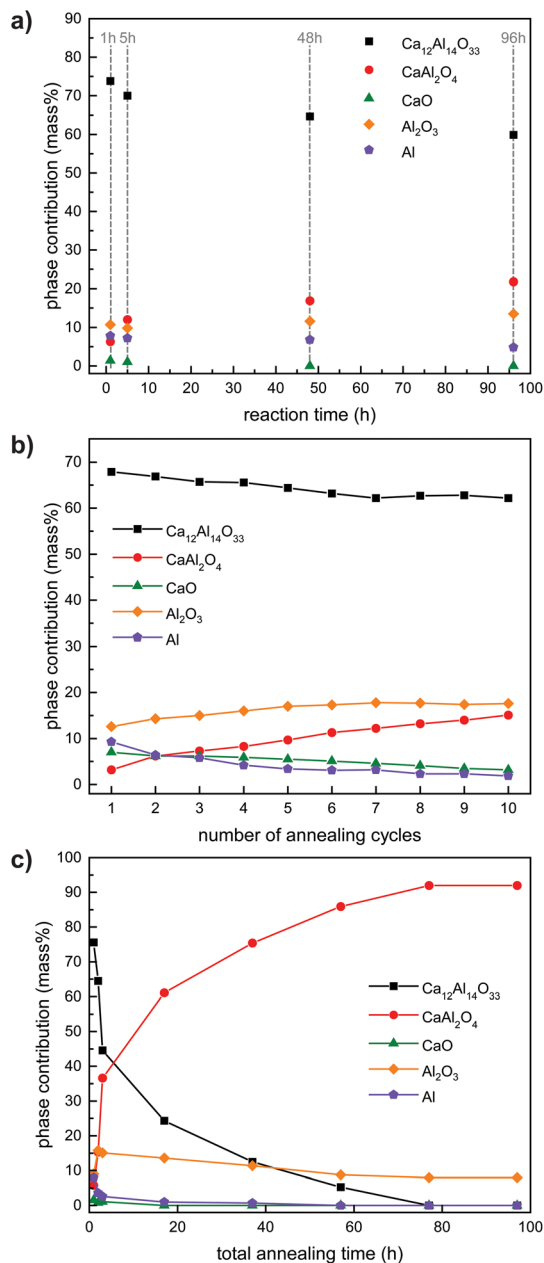 a)
90
80
70
60
50
40
30
20
10
0
phase contribution (mass%)
1h 5h 48h 96h
Ca₁₂Al₁₄O₃₃
CaAl₂O₄
CaO
Al₂O₃
Al
0 10 20 30 40 50 60 70 80 90 100
reaction time (h)
b)
70
60
50
40
30
20
10
0
phase contribution (mass%)
Ca₁₂Al₁₄O₃₃
CaAl₂O₄
CaO
Al₂O₃
Al
1 2 3 4 5 6 7 8 9 10
number of annealing cycles
c)
100
90
80
70
60
50
40
30
20
10
0
phase contribution (mass%)
Ca₁₂Al₁₄O₃₃
CaAl₂O₄
CaO
Al₂O₃
Al
0 20 40 60 80 100
total annealing time (h)